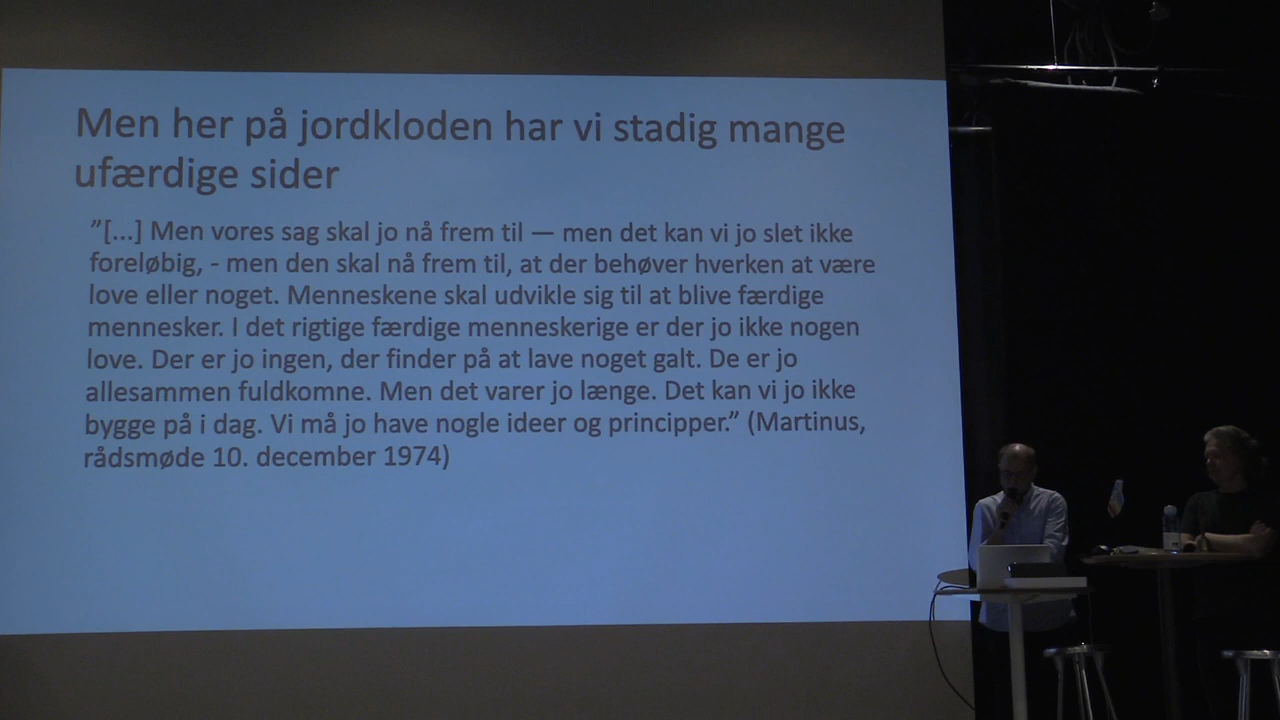 Men her på jordkloden har vi stadig mange
ufærdige sider
”[...] Men vores sag skal jo nå frem til — men det kan vi jo slet ikke
foreløbig, - men den skal nå frem til, at der behøver hverken at være
love eller noget. Menneskene skal udvikle sig til at blive færdige
mennesker. I det rigtige færdige menneskerige er der jo ikke nogen
love. Der er jo ingen, der finder på at lave noget galt. De er jo
allesammen fuldkomne. Men det varer jo længe. Det kan vi jo ikke
bygge på i dag. Vi må jo have nogle ideer og principper.” (Martinus,
rådsmøde 10. december 1974)